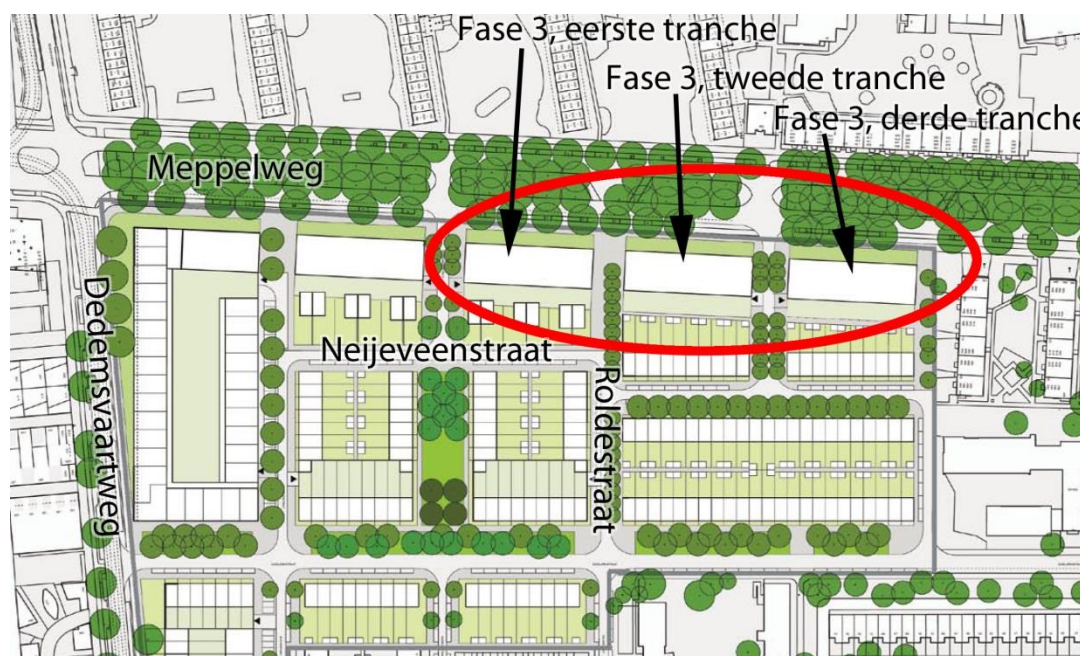 Fase 3, eerste tranche
Fase 3, tweede tranche
Fase 3, derde tranche
Meppelweg
Dedemsvaartweg
Neijeveenstraat
Roldestraat